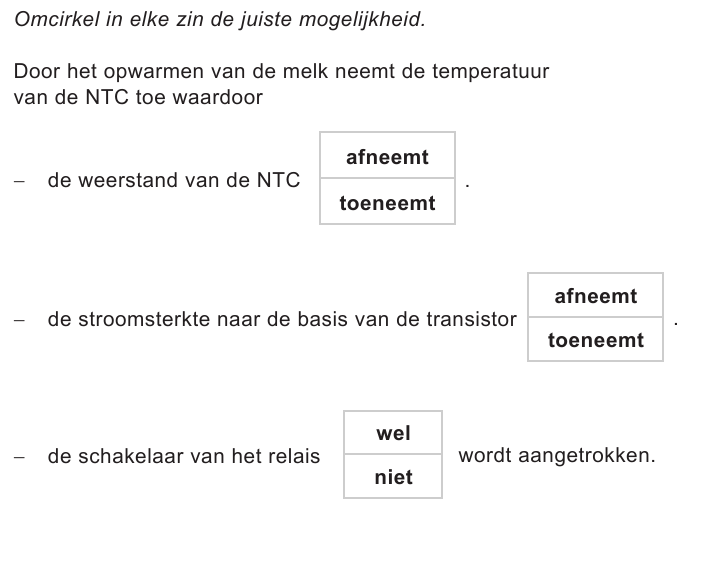 Omcirkel in elke zin de juiste mogelijkheid.
Door het opwarmen van de melk neemt de temperatuur
van de NTC toe waardoor
– de weerstand van de NTC
afneemt
toeneemt
.
– de stroomsterkte naar de basis van de transistor
afneemt
toeneemt
.
– de schakelaar van het relais
wel
niet
wordt aangetrokken.